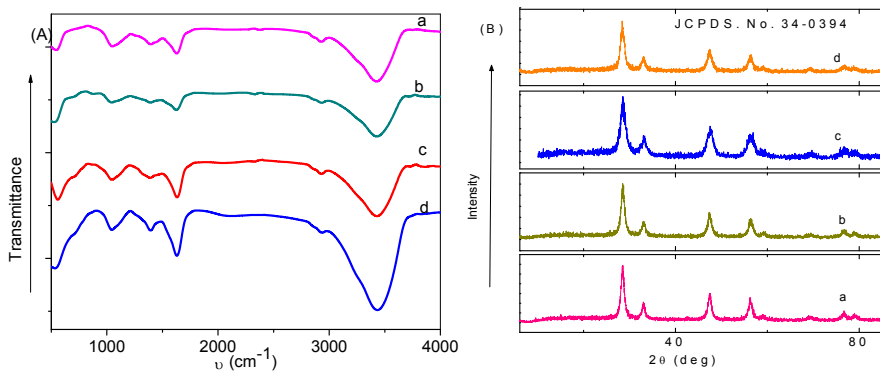 (A)
a
b
c
d
Transmittance
1000 2000 3000 4000
υ (cm⁻¹)
(B)
JCPDS. No. 34-0394
d
c
b
a
Intensity
40 80
2θ (deg)